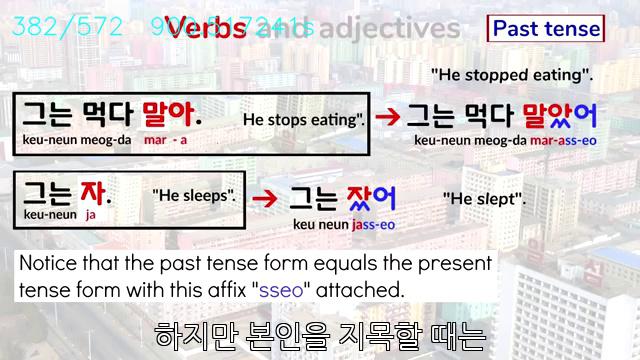 382/572 900.517241s
Verbs and adjectives
Past tense
"He stopped eating".
그는 먹다 말아. He stops eating". → 그는 먹다 말았어
keu-neun meog-da mar - a
keu-neun meog-da mar-ass-eo
그는 자. "He sleeps". → 그는 잤어 "He slept".
keu-neun ja
keu neun jass-eo
Notice that the past tense form equals the present
tense form with this affix "sseo" attached.
하지만 본인을 지목할 때는